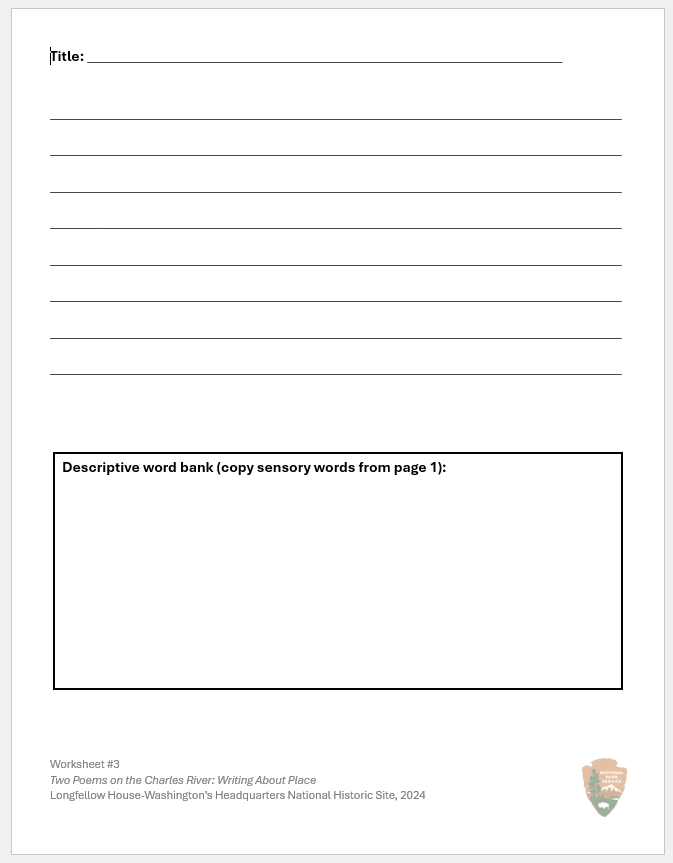 Title:
Descriptive word bank (copy sensory words from page 1):
Worksheet #3
Two Poems on the Charles River: Writing About Place
Longfellow House-Washington's Headquarters National Historic Site, 2024
NATIONAL
PARK
SERVICE